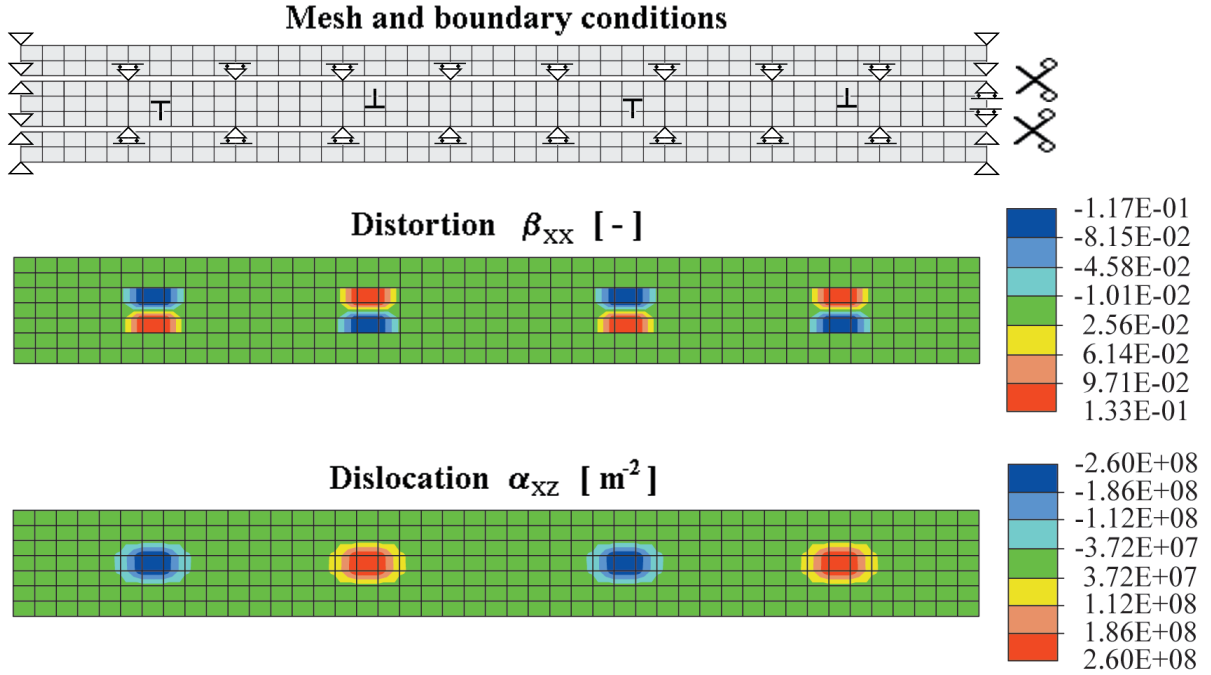 Mesh and boundary conditions
Distortion β_XX [ - ]
-1.17E-01
-8.15E-02
-4.58E-02
-1.01E-02
2.56E-02
6.14E-02
9.71E-02
1.33E-01
Dislocation α_XZ [ m⁻² ]
-2.60E+08
-1.86E+08
-1.12E+08
-3.72E+07
3.72E+07
1.12E+08
1.86E+08
2.60E+08